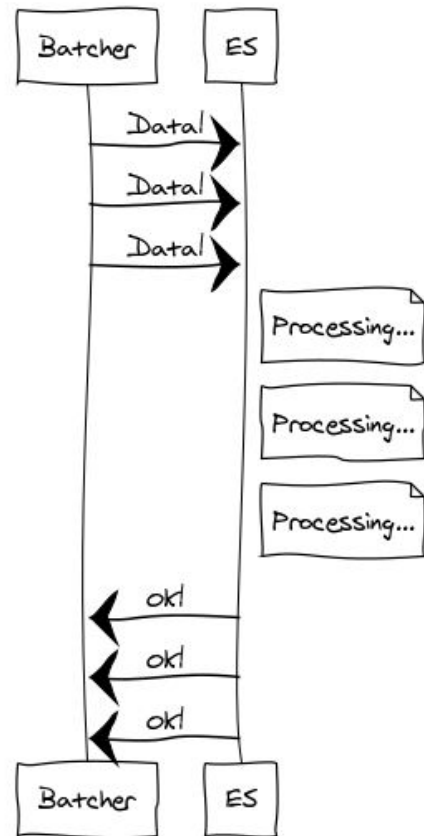 Batcher ES
Data!
Data!
Data!
Processing...
Processing...
Processing...
ok!
ok!
ok!
Batcher ES